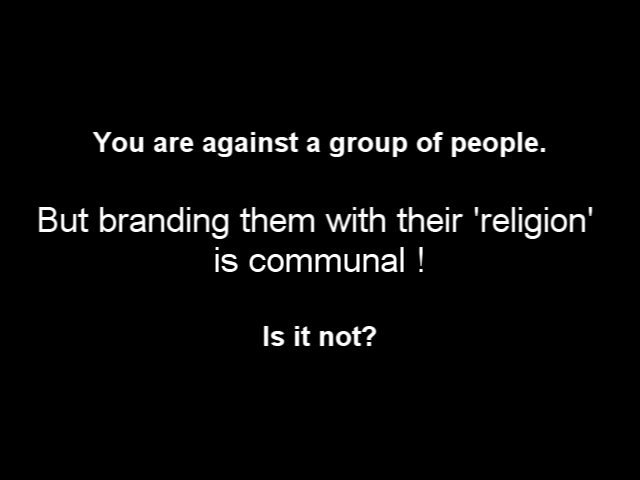 You are against a group of people.
But branding them with their 'religion'
is communal !
Is it not?